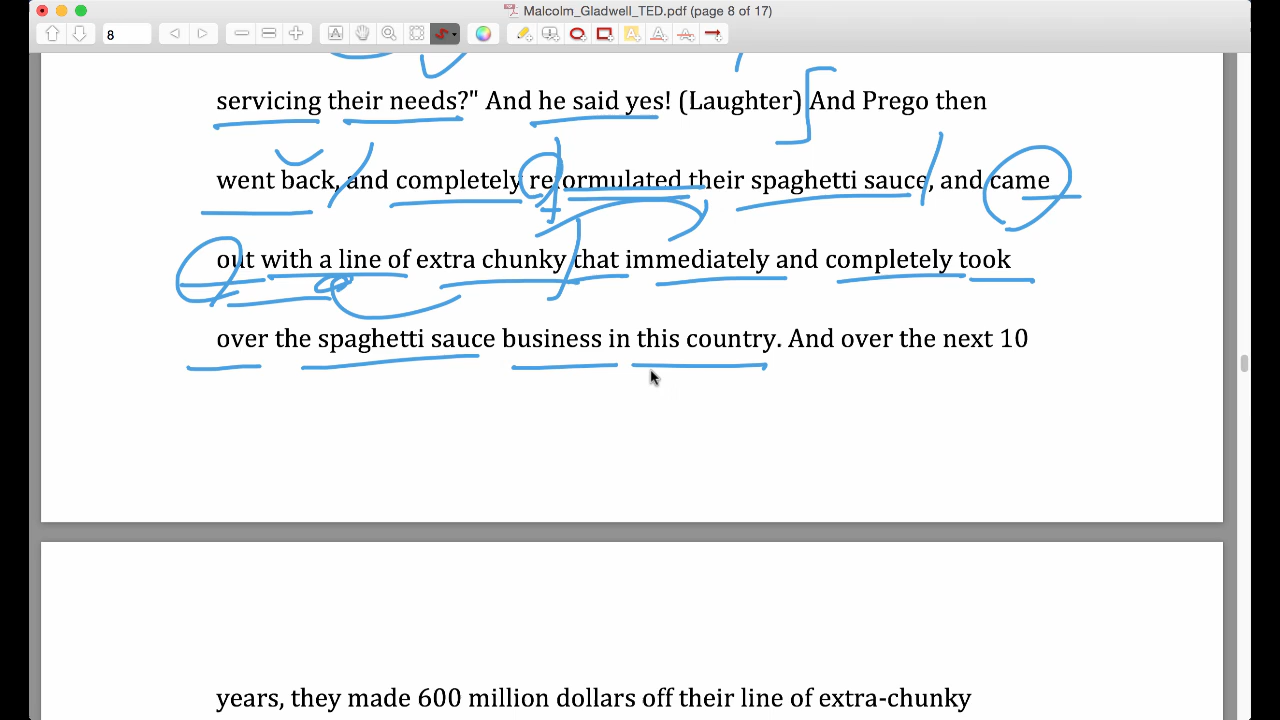 Malcolm_Gladwell_TED.pdf (page 8 of 17)
8
servicing their needs?" And he said yes! (Laughter) And Prego then
went back, and completely reformulated their spaghetti sauce, and came
out with a line of extra chunky that immediately and completely took
over the spaghetti sauce business in this country. And over the next 10
years, they made 600 million dollars off their line of extra-chunky